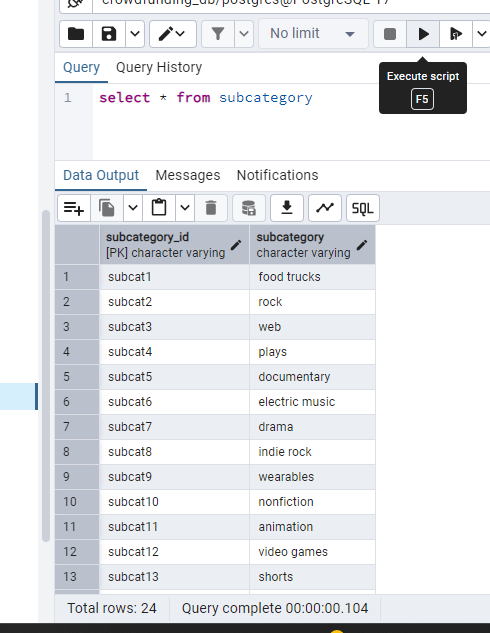 crowdfunding_db/postgres@PostgreSQL 17
No limit
Query Query History
Execute script
F5
1 select * from subcategory
Data Output Messages Notifications
SQL
subcategory_id subcategory
[PK] character varying character varying
1 subcat1 food trucks
2 subcat2 rock
3 subcat3 web
4 subcat4 plays
5 subcat5 documentary
6 subcat6 electric music
7 subcat7 drama
8 subcat8 indie rock
9 subcat9 wearables
10 subcat10 nonfiction
11 subcat11 animation
12 subcat12 video games
13 subcat13 shorts
Total rows: 24 Query complete 00:00:00.104